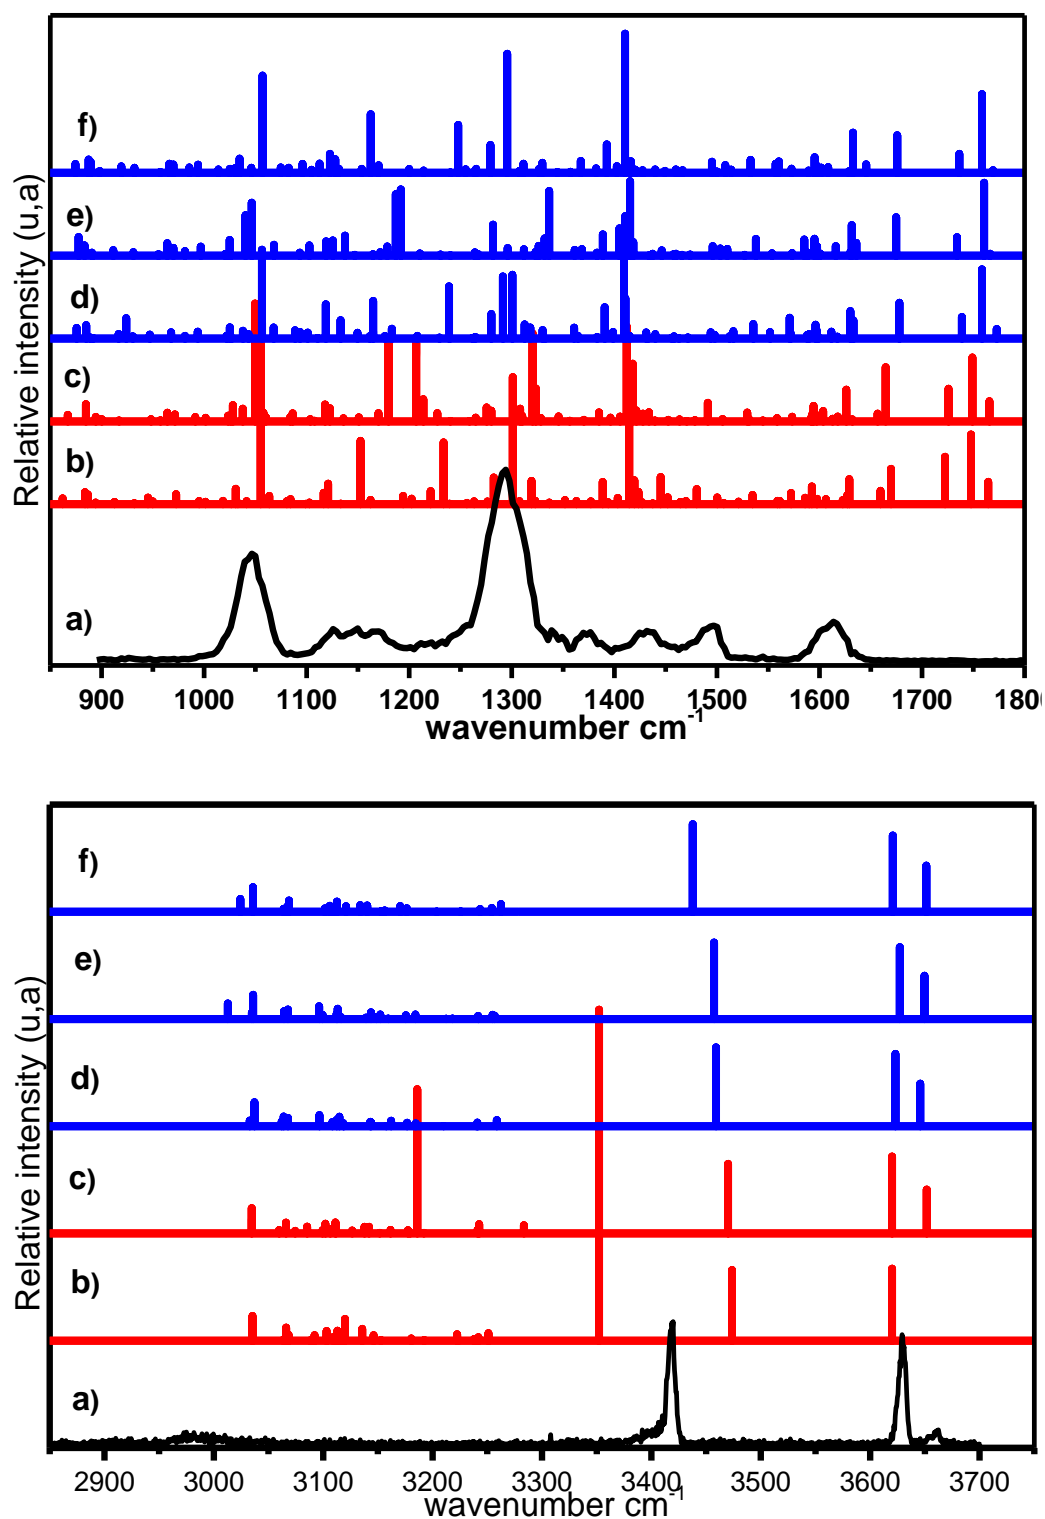 f)
e)
d)
c)
b)
a)
Relative intensity (u,a)
900 1000 1100 1200 1300 1400 1500 1600 1700 180
wavenumber cm-1
f)
e)
d)
c)
b)
a)
Relative intensity (u,a)
2900 3000 3100 3200 3300 3400 3500 3600 3700
wavenumber cm-1